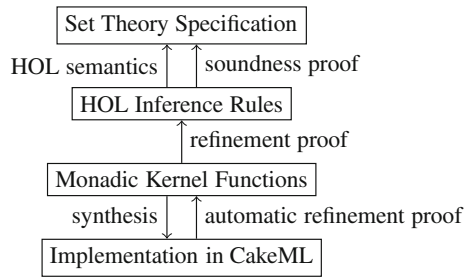 Set Theory Specification
HOL semantics soundness proof
HOL Inference Rules
refinement proof
Monadic Kernel Functions
synthesis automatic refinement proof
Implementation in CakeML